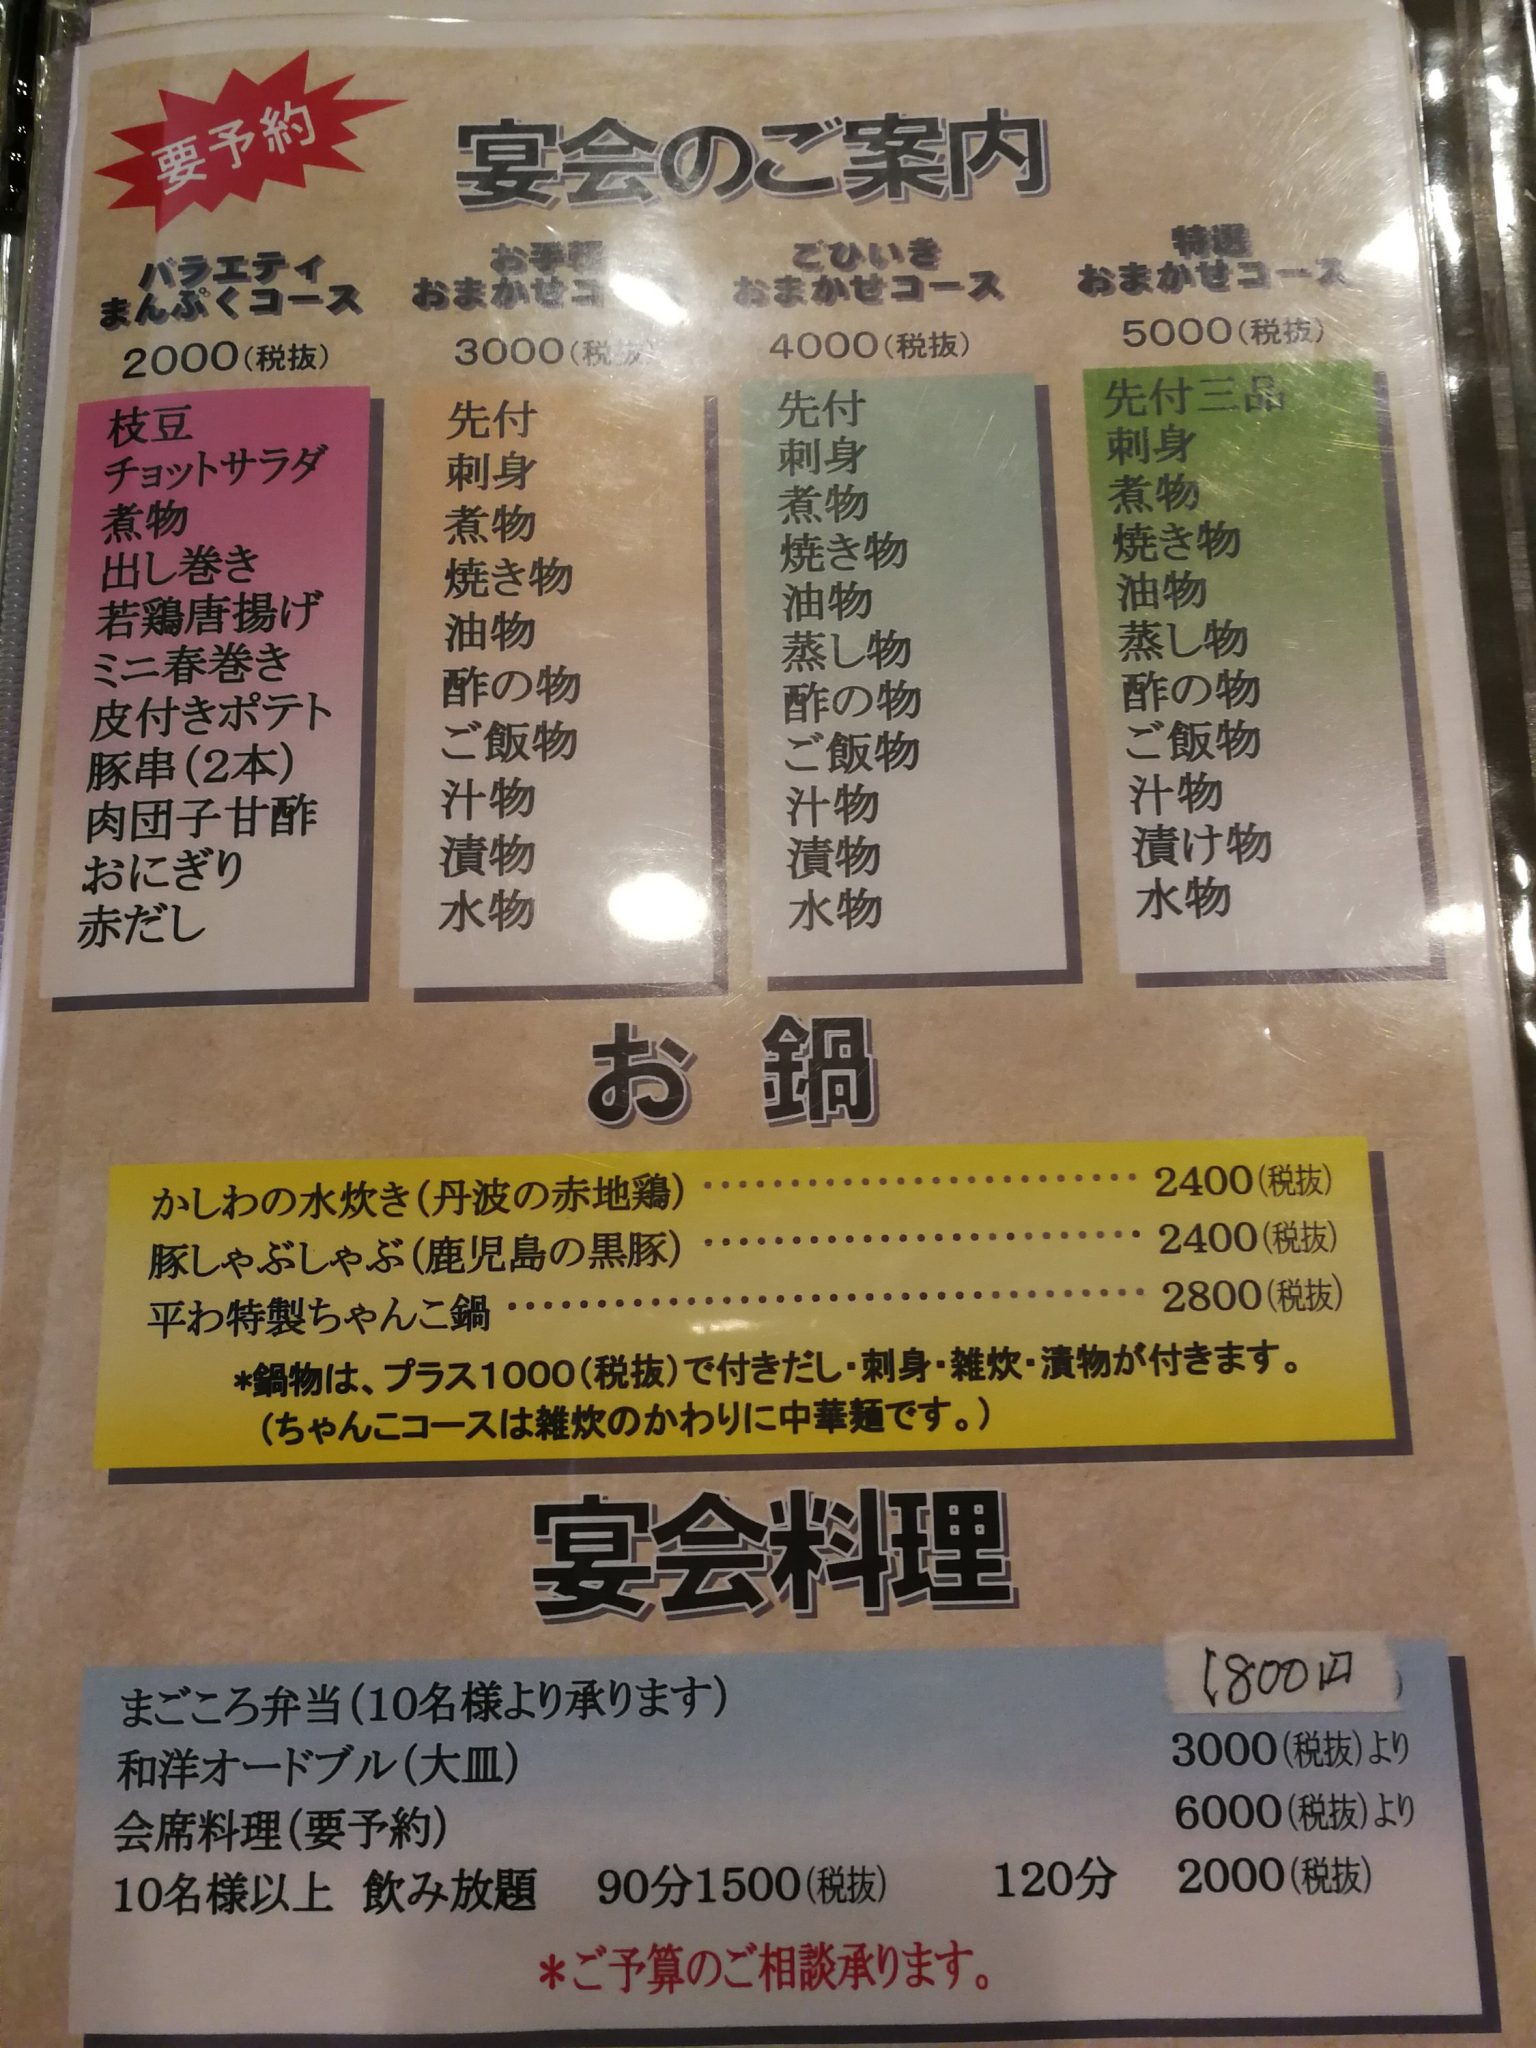 要予約
宴会のご案内
バラエティ
まんぷくコース
2000(税抜)
枝豆
チョットサラダ
煮物
出し巻き
若鶏唐揚げ
ミニ春巻き
皮付きポテト
豚串(2本)
肉団子甘酢
おにぎり
赤だし
お手軽
おまかせコース
3000(税抜)
先付
刺身
煮物
焼き物
油物
酢の物
ご飯物
汁物
漬物
水物
ごひいき
おまかせコース
4000(税抜)
先付
刺身
煮物
焼き物
油物
蒸し物
酢の物
ご飯物
汁物
漬物
水物
特選
おまかせコース
5000(税抜)
先付三品
刺身
煮物
焼き物
油物
蒸し物
酢の物
ご飯物
汁物
漬け物
水物
お鍋
かしわの水炊き(丹波の赤地鶏)‥‥‥‥‥‥‥‥‥‥‥‥2400(税抜)
豚しゃぶしゃぶ(鹿児島の黒豚)‥‥‥‥‥‥‥‥‥‥‥‥2400(税抜)
平わ特製ちゃんこ鍋‥‥‥‥‥‥‥‥‥‥‥‥‥‥‥‥‥2800(税抜)
*鍋物は、プラス1000(税抜)で付きだし・刺身・雑炊・漬物が付きます。
(ちゃんこコースは雑炊のかわりに中華麺です。)
宴会料理
まごころ弁当(10名様より承ります) 1800円)
和洋オードブル(大皿) 3000(税抜)より
会席料理(要予約) 6000(税抜)より
10名様以上 飲み放題 90分1500(税抜) 120分 2000(税抜)
*ご予算のご相談承ります。